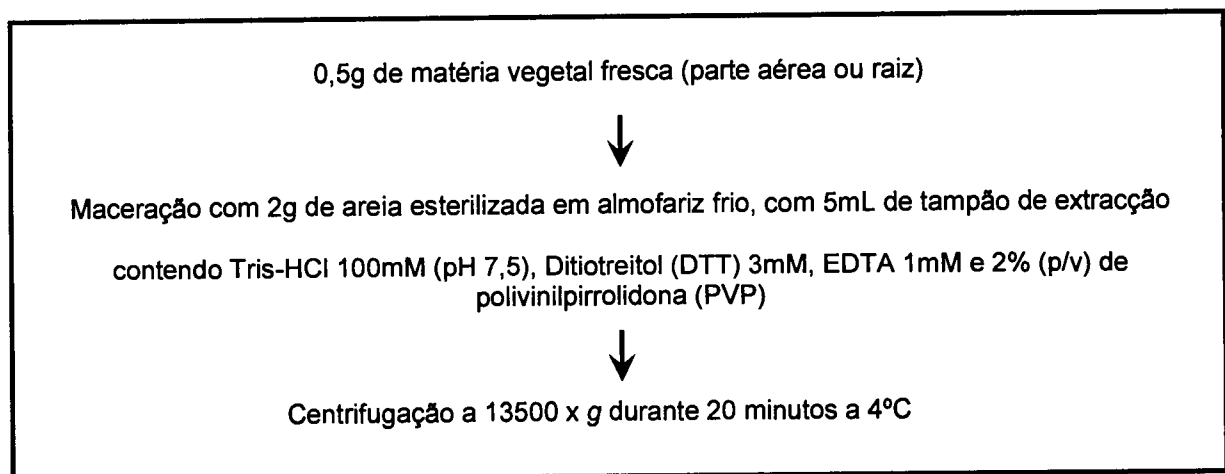 0,5g de matéria vegetal fresca (parte aérea ou raiz)
Maceração com 2g de areia esterilizada em almofariz frio, com 5mL de tampão de extracção
contendo Tris-HCl 100mM (pH 7,5), Ditiotreitol (DTT) 3mM, EDTA 1mM e 2% (p/v) de
polivinilpirrolidona (PVP)
Centrifugação a 13500 x g durante 20 minutos a 4ºC